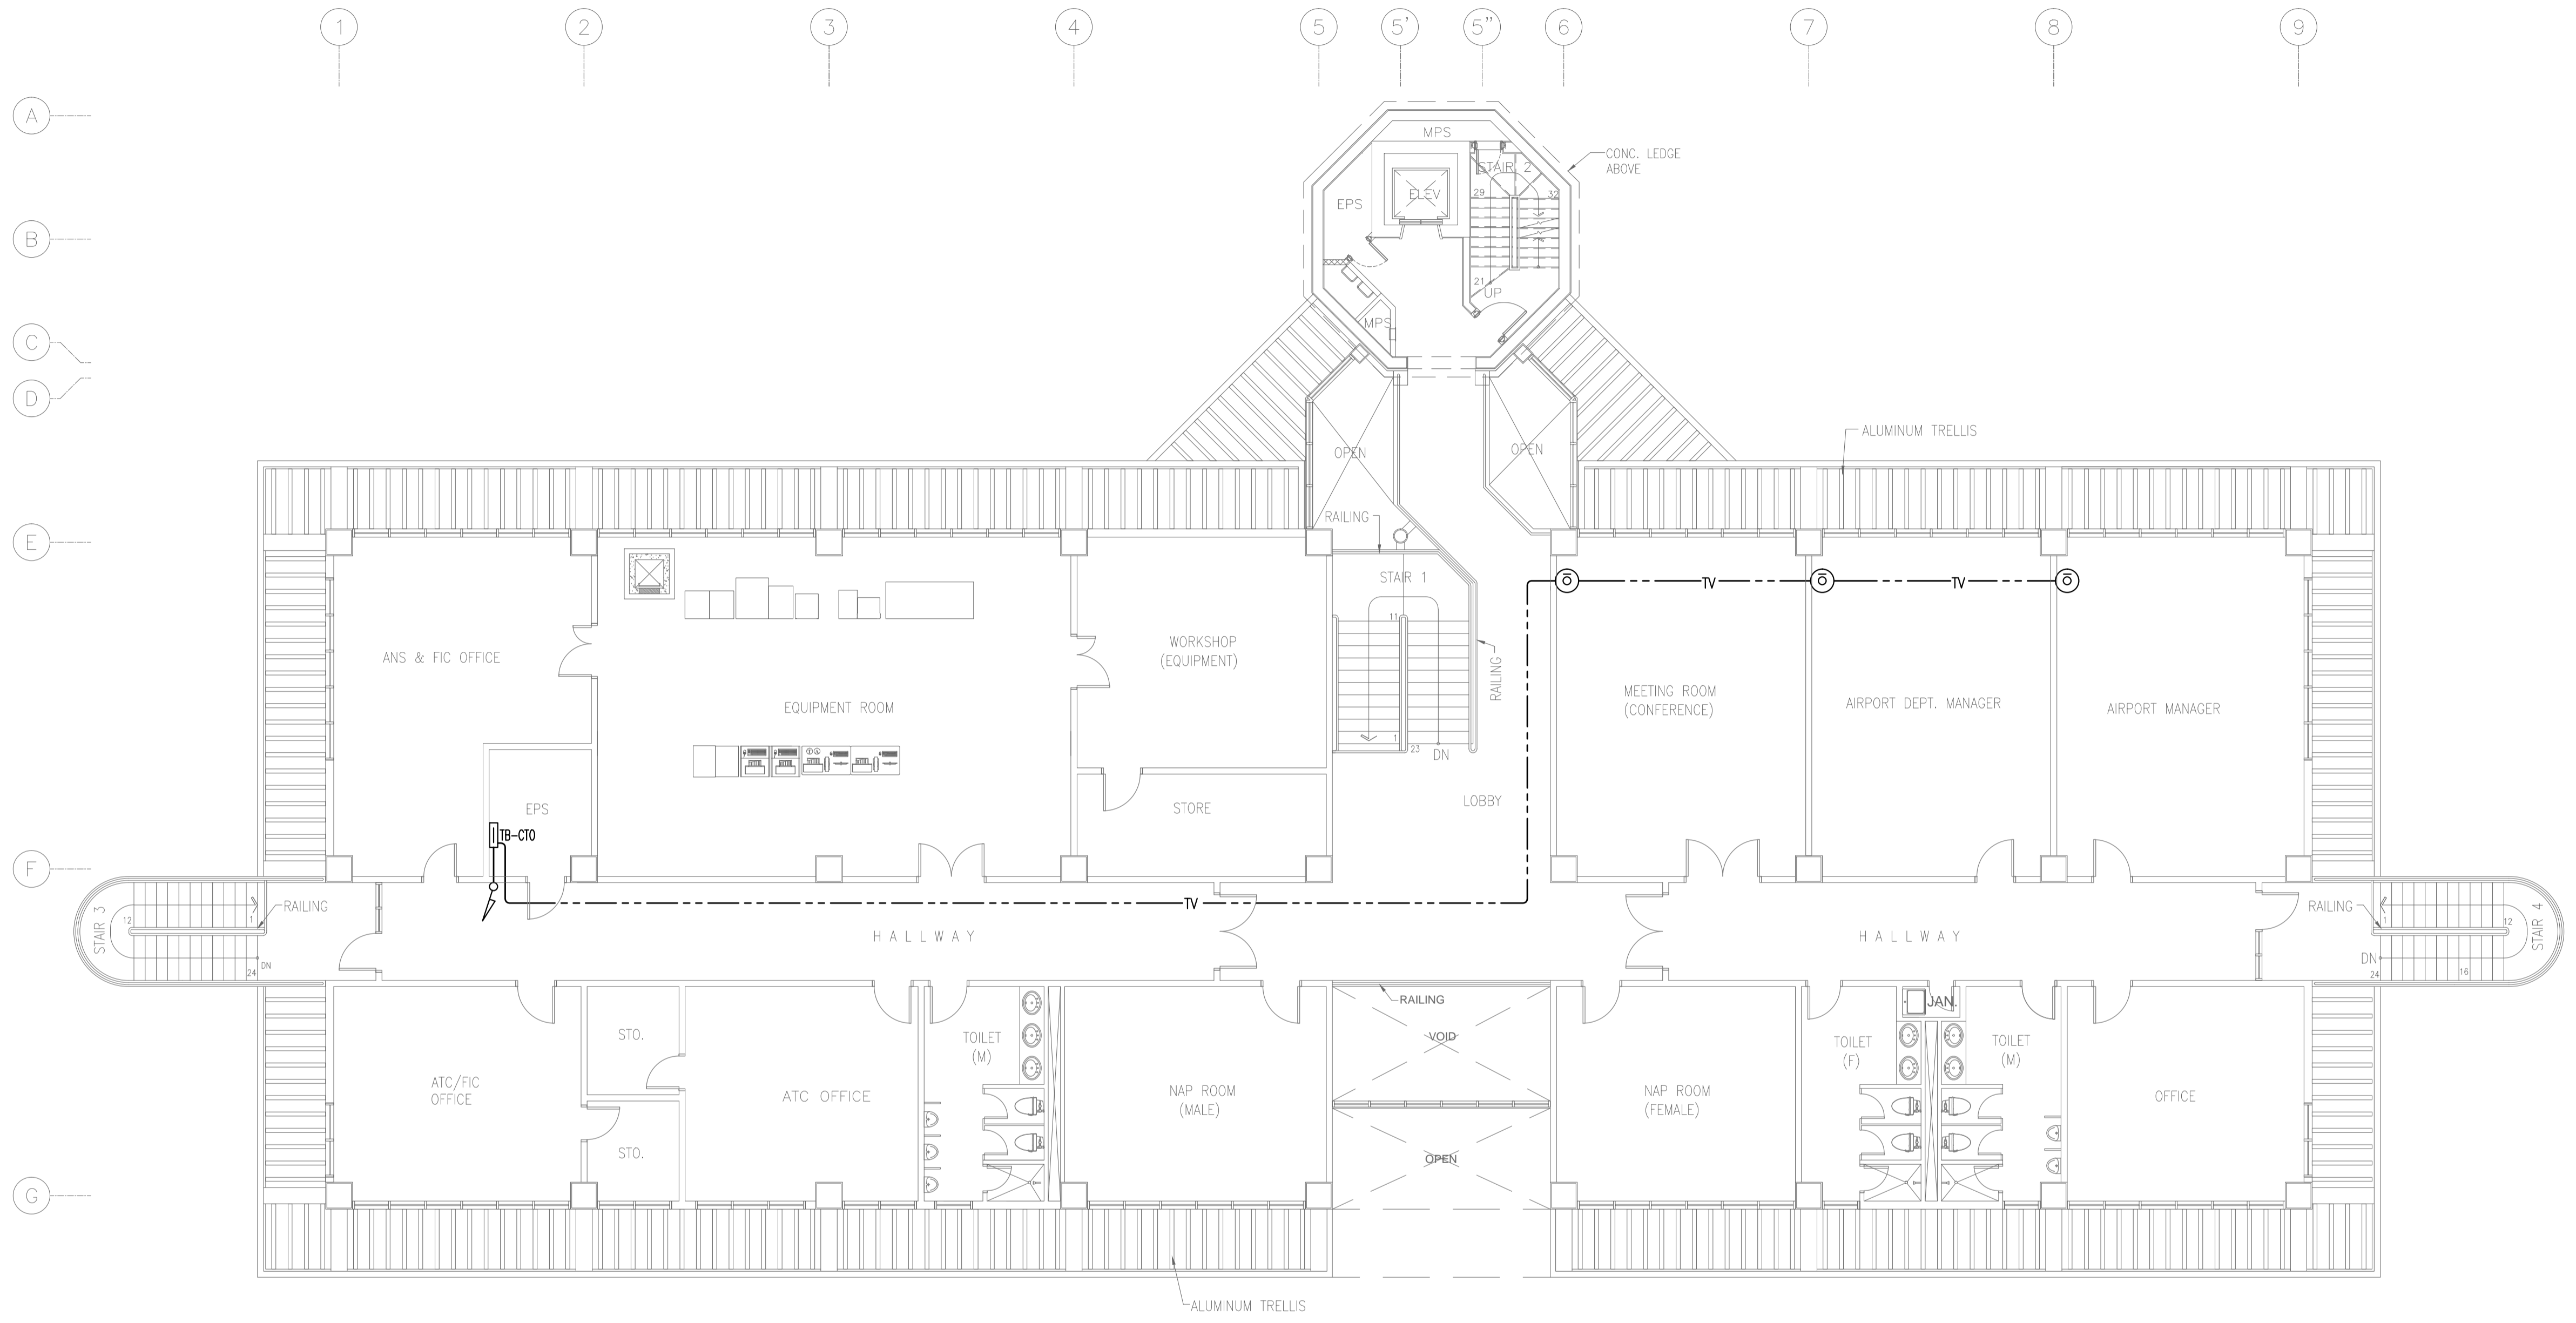 1 2 3 4 5 5' 5" 6 7 8 9
A
MPS
CONC. LEDGE
ABOVE
STAIR 2
ELEV
29
32
EPS
B
21
UP
MPS
C
D
ALUMINUM TRELLIS
OPEN
OPEN
RAILING
E
STAIR 1
TV
TV
11
ANS & FIC OFFICE
WORKSHOP
(EQUIPMENT)
RAILING
EQUIPMENT ROOM
MEETING ROOM
(CONFERENCE)
AIRPORT DEPT. MANAGER
AIRPORT MANAGER
1
23
DN
EPS
STORE
LOBBY
TB-CTO
F
TV
STAIR 3
12
1
RAILING
24
DN
HALLWAY
HALLWAY
RAILING
1
12
STAIR 4
DN
24
16
RAILING
JAN.
STO.
TOILET
(M)
VOID
TOILET
(F)
TOILET
(M)
ATC/FIC
OFFICE
ATC OFFICE
NAP ROOM
(MALE)
NAP ROOM
(FEMALE)
OFFICE
STO.
OPEN
G
ALUMINUM TRELLIS